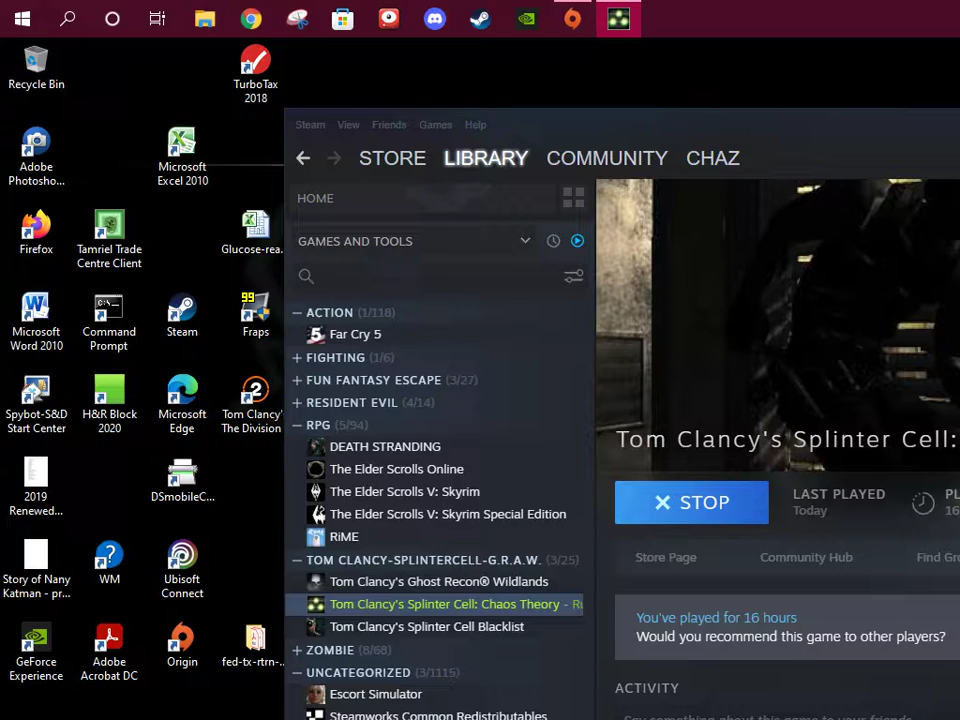 Recycle Bin
TurboTax
2018
Adobe
Photosho...
Microsoft
Excel 2010
Firefox
Tamriel Trade
Centre Client
Glucose-rea...
Microsoft
Word 2010
Command
Prompt
Steam
99
Fraps
Spybot-S&D
Start Center
H&R Block
2020
Microsoft
Edge
Tom Clancy'
The Division
2019
Renewed...
DSmobileC...
Story of Nany
Katman - pr...
WM
Ubisoft
Connect
GeForce
Experience
Adobe
Acrobat DC
Origin
fed-tx-rtrn-...
Steam View Friends Games Help
STORE LIBRARY COMMUNITY CHAZ
HOME
GAMES AND TOOLS
ACTION (1/118)
Far Cry 5
FIGHTING (1/6)
FUN FANTASY ESCAPE (3/27)
RESIDENT EVIL (4/14)
RPG (5/94)
DEATH STRANDING
The Elder Scrolls Online
The Elder Scrolls V: Skyrim
The Elder Scrolls V: Skyrim Special Edition
RiME
TOM CLANCY-SPLINTERCELL-G.R.A.W. (3/25)
Tom Clancy's Ghost Recon® Wildlands
Tom Clancy's Splinter Cell: Chaos Theory - Ru
Tom Clancy's Splinter Cell Blacklist
ZOMBIE (8/68)
UNCATEGORIZED (3/1115)
Escort Simulator
Steamworks Common Redistributables
Tom Clancy's Splinter Cell:
STOP
LAST PLAYED
Today
PL
16
Store Page Community Hub Find Gro
You've played for 16 hours
Would you recommend this game to other players?
ACTIVITY